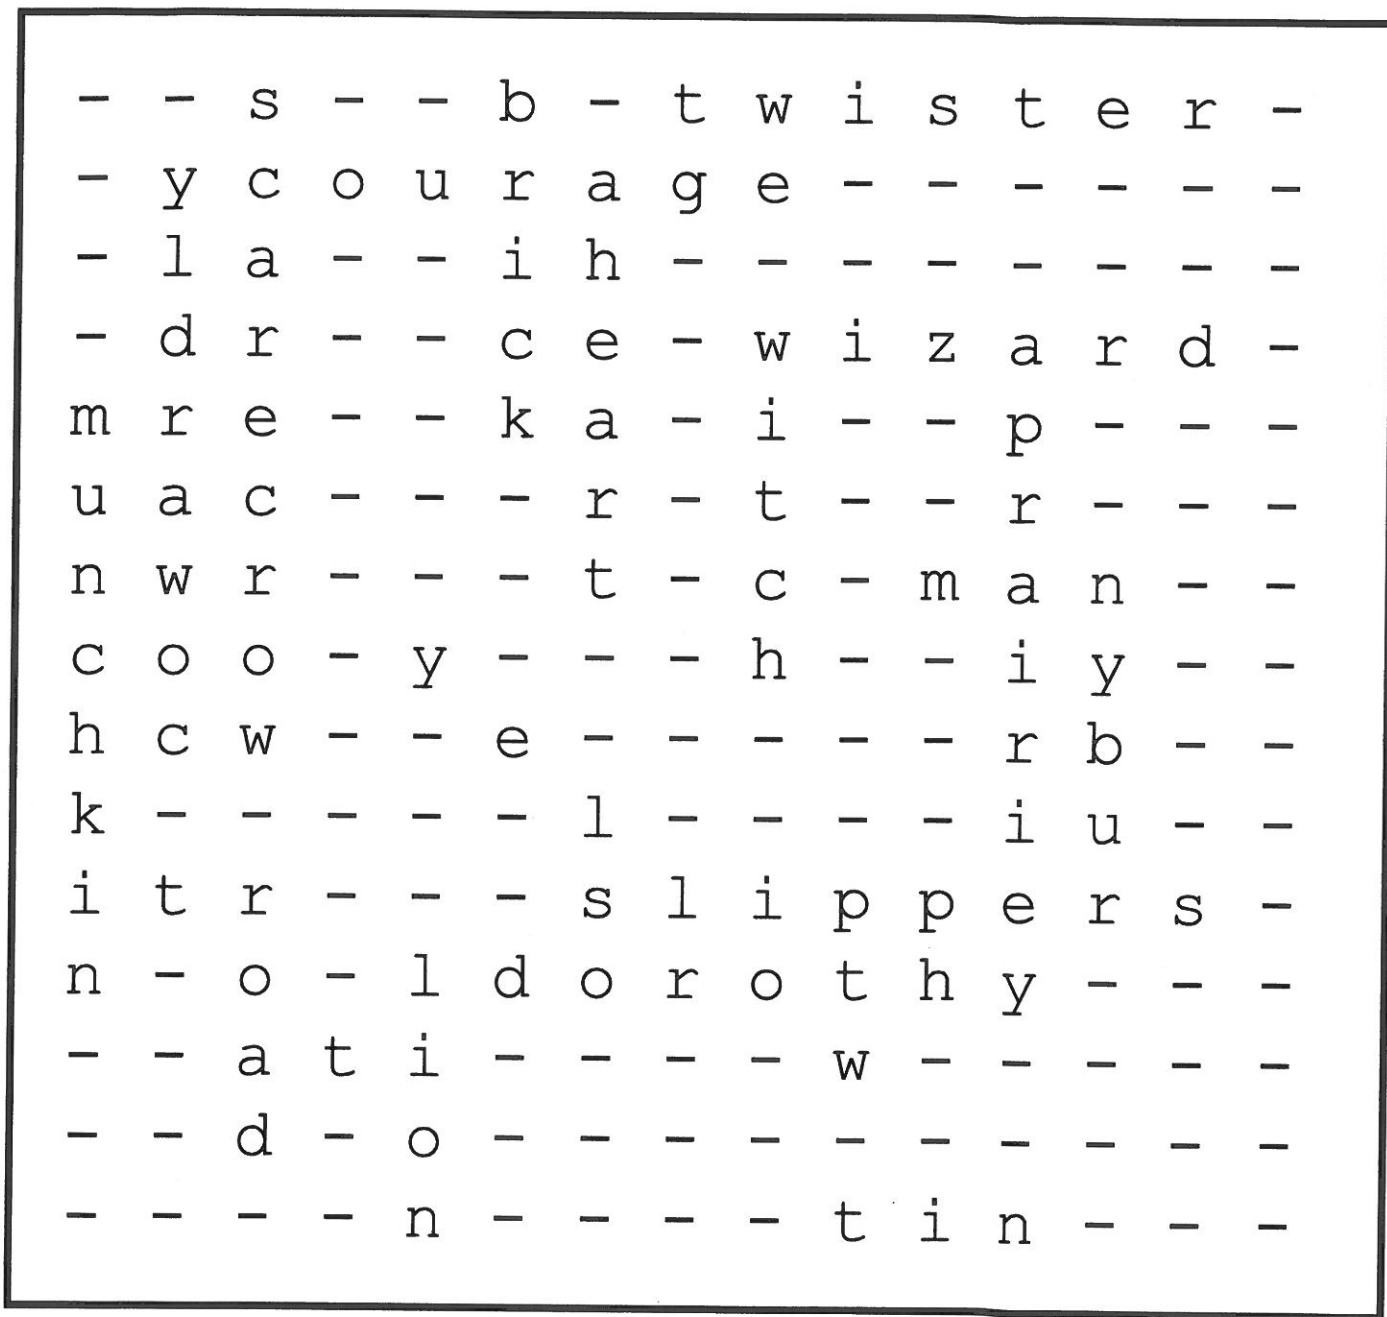 - - s - - b - t w i s t e r -
- y c o u r a g e - - - - - -
- l a - - i h - - - - - - - -
- d r - - c e - w i z a r d -
m r e - - k a - i - - p - - -
u a c - - - r - t - - r - - -
n w r - - - t - c - m a n - -
c o o - y - - - h - - i y - -
h c w - - e - - - - - r b - -
k - - - - - l - - - - i u - -
i t r - - - s l i p p e r s -
n - o - l d o r o t h y - - -
- - a t i - - - - w - - - - -
- - d - o - - - - - - - - - -
- - - - n - - - - t i n - - -